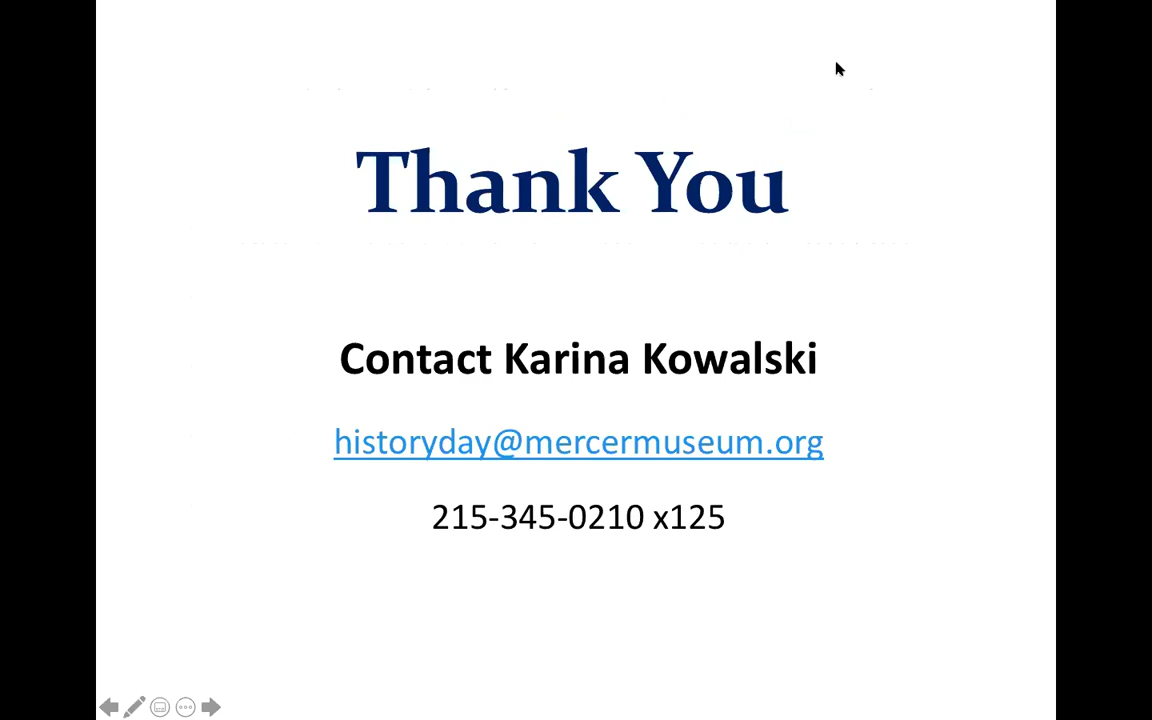 Thank You
Contact Karina Kowalski
historyday@mercermuseum.org
215-345-0210 x125